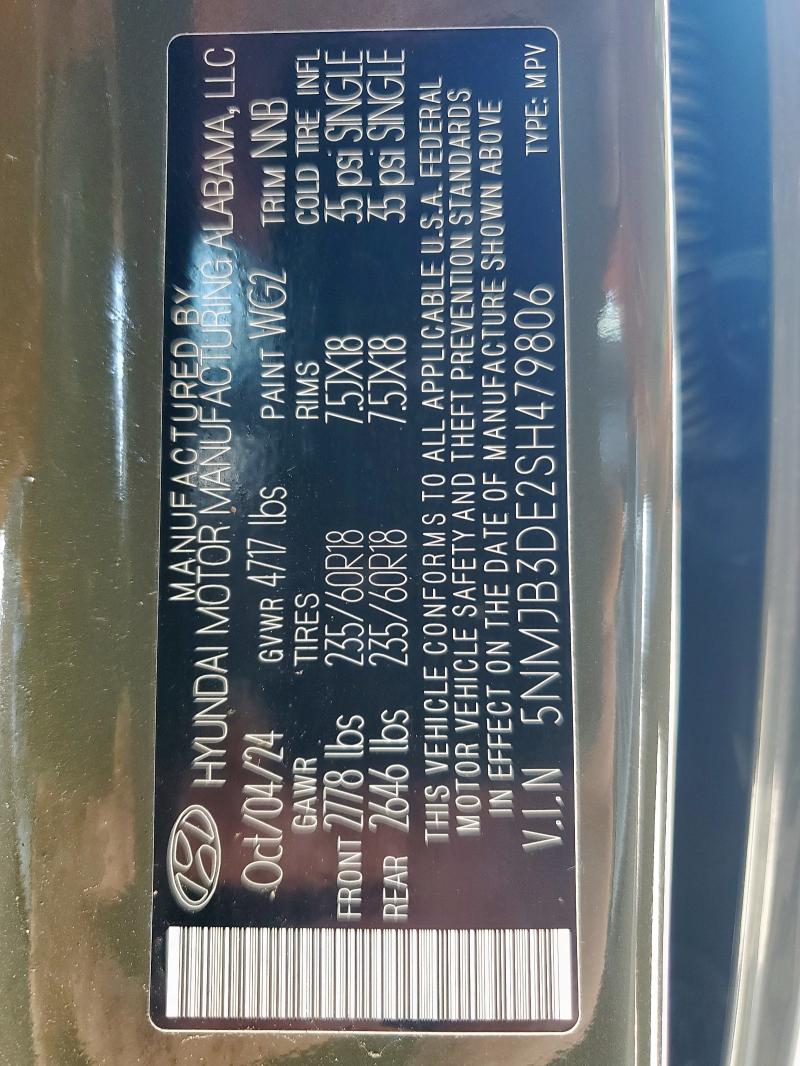 MANUFACTURED BY
HYUNDAI MOTOR MANUFACTURING ALABAMA, LLC
Oct/04/24 GVWR 4717 lbs PAINT WG2 TRIM NNB
GAWR TIRES RIMS COLD TIRE INFL
FRONT 2778 lbs 235/60R18 7.5JX18 35 psi SINGLE
REAR 2646 lbs 235/60R18 7.5JX18 35 psi SINGLE
THIS VEHICLE CONFORMS TO ALL APPLICABLE U.S.A. FEDERAL
MOTOR VEHICLE SAFETY AND THEFT PREVENTION STANDARDS
IN EFFECT ON THE DATE OF MANUFACTURE SHOWN ABOVE
V.I.N 5NMJB3DE2SH479806 TYPE: MPV